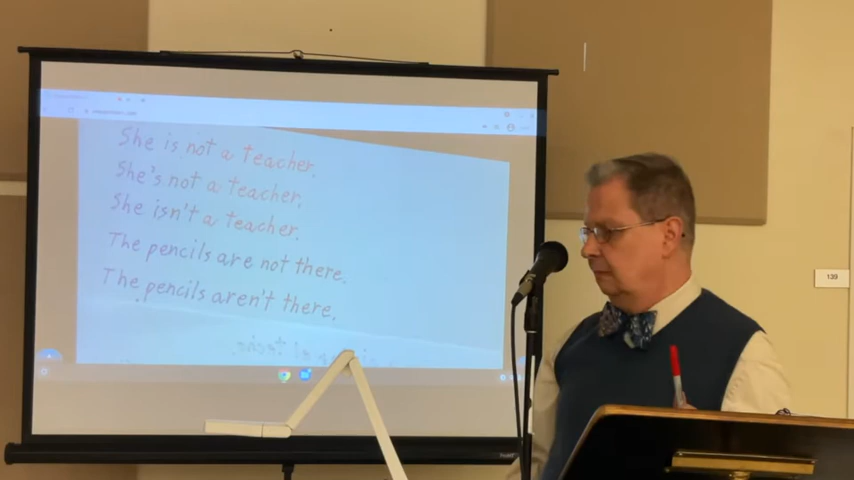 She is not a teacher.
She's not a teacher.
She isn't a teacher.
The pencils are not there.
The pencils aren't there.
139